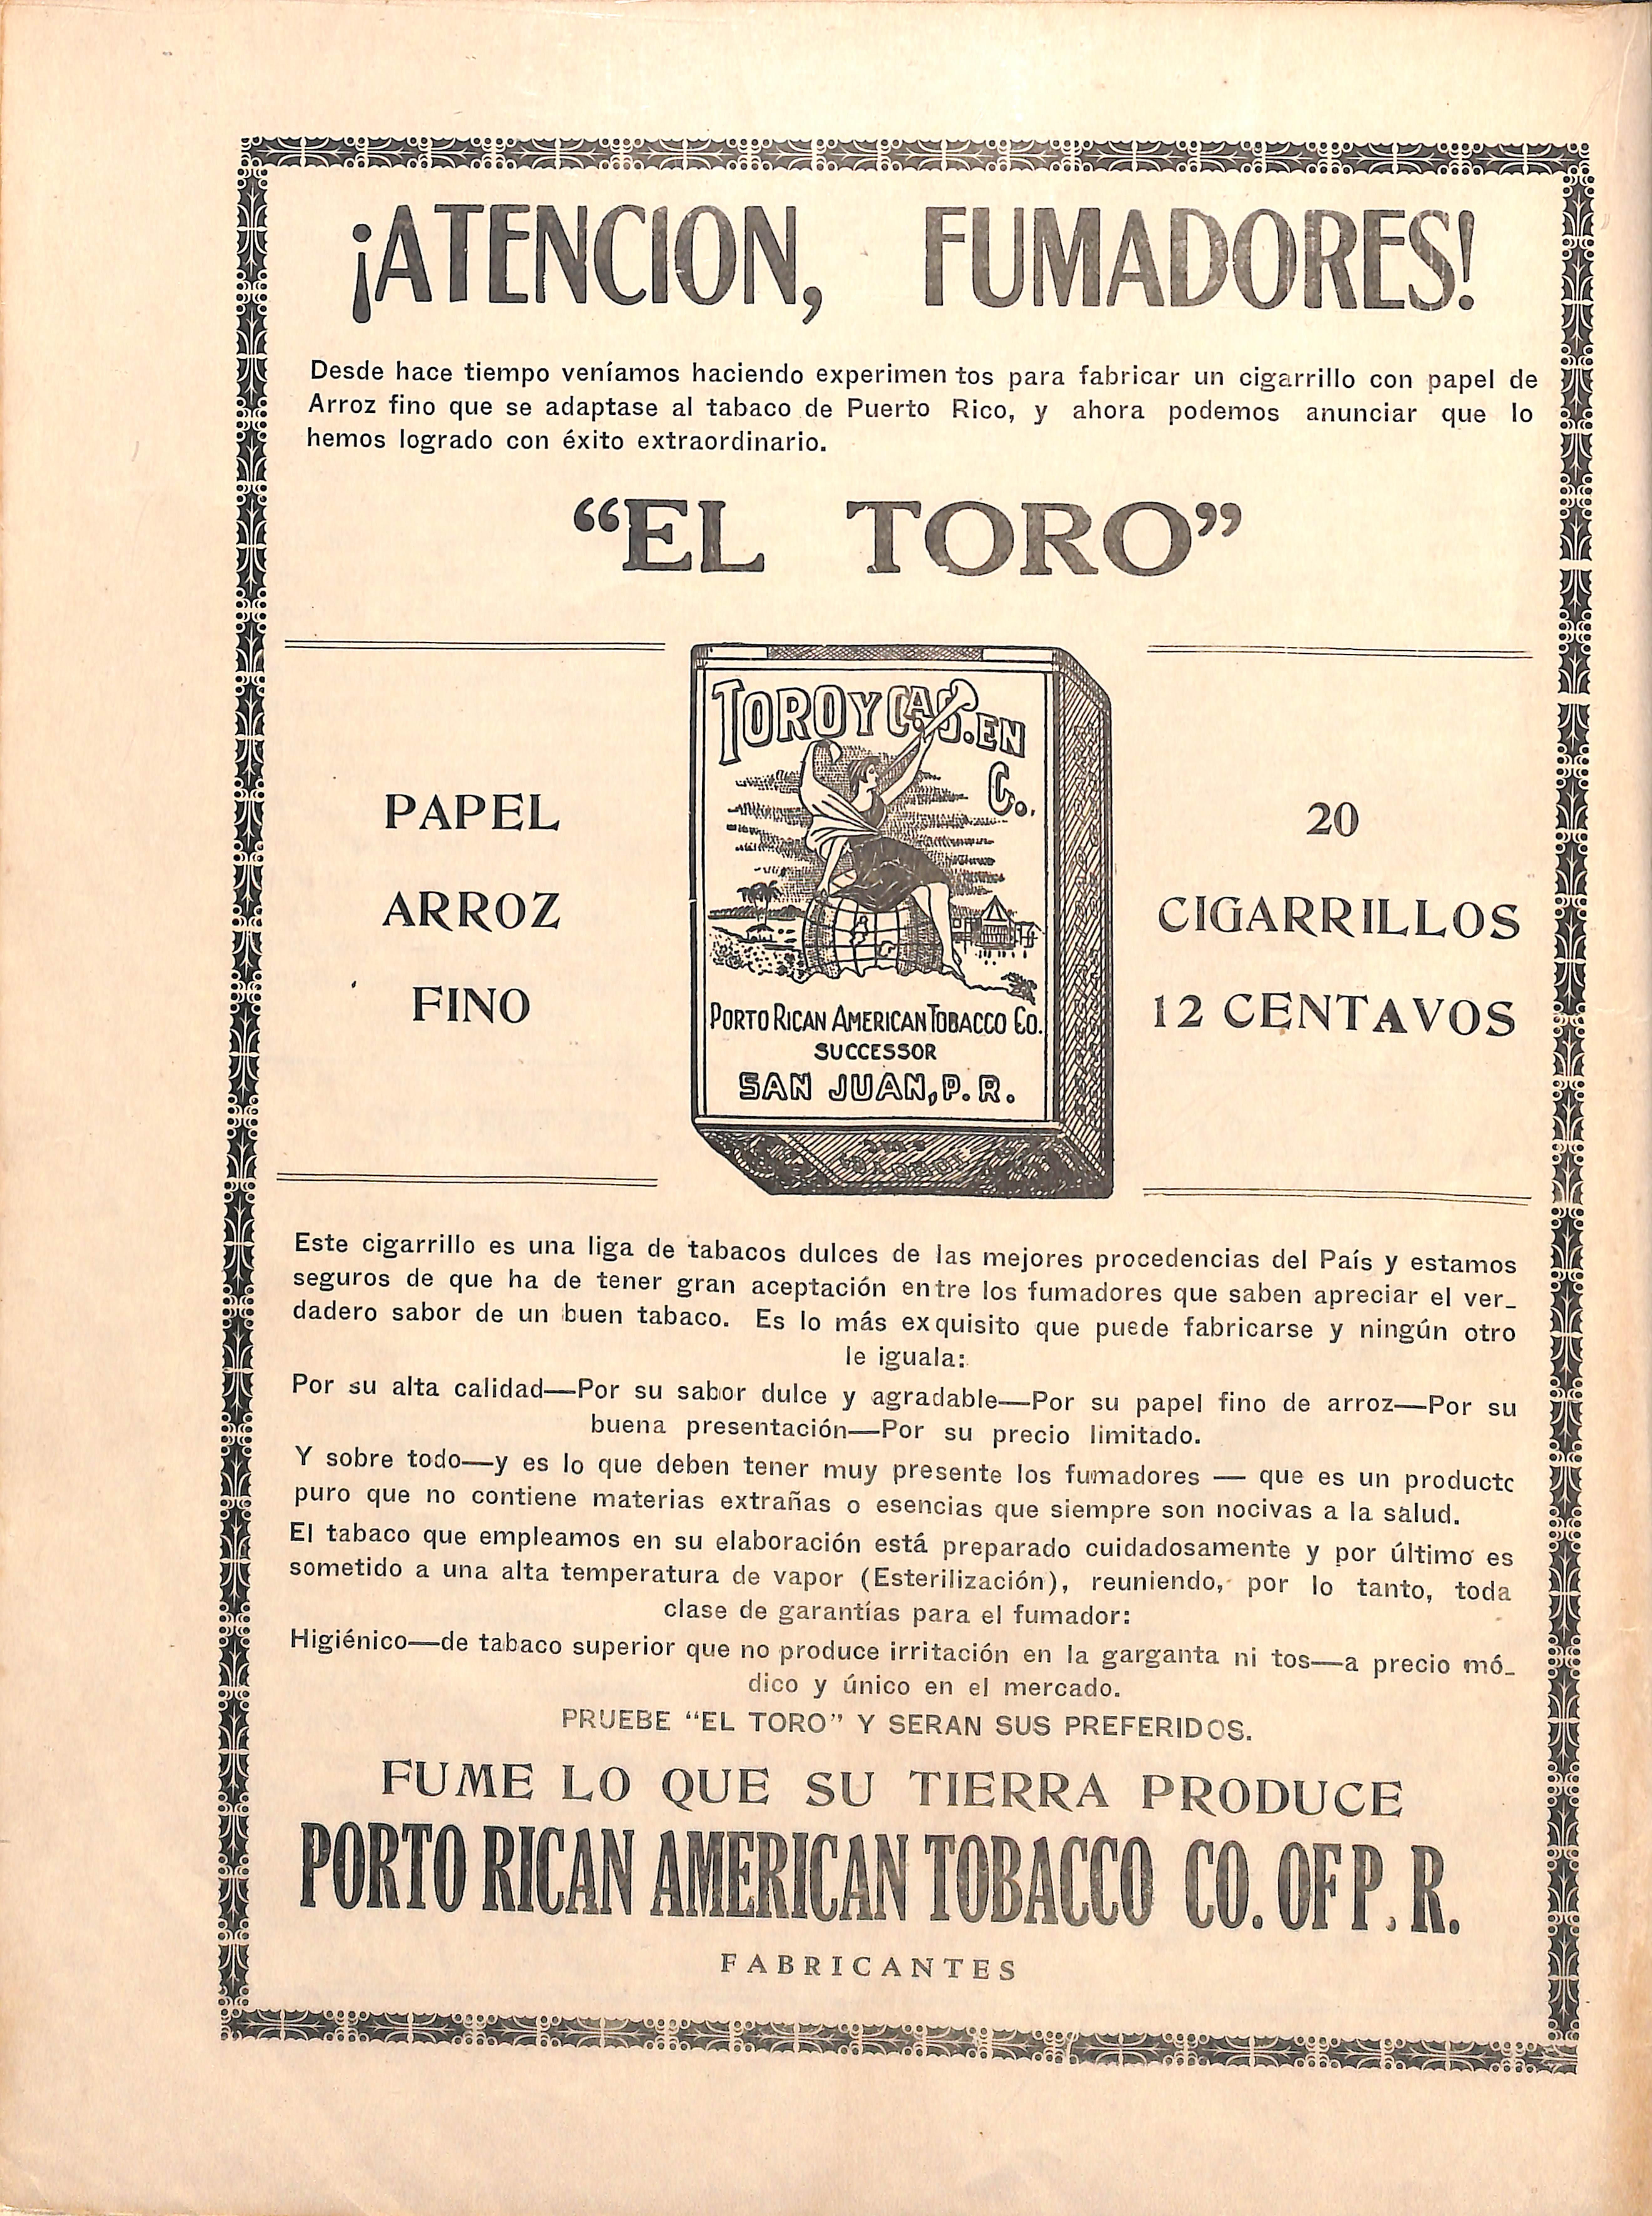 ¡ATENCION, FUMADORES!
Desde hace tiempo veníamos haciendo experimen tos para fabricar un cigarrillo con papel de
Arroz fino que se adaptase al tabaco de Puerto Rico, y ahora podemos anunciar que lo
hemos logrado con éxito extraordinario.
“EL TORO”
PAPEL
ARROZ
FINO
TORO Y CA S. EN
C.
PORTO RICAN AMERICAN TOBACCO CO.
SUCCESSOR
SAN JUAN, P. R.
20
CIGARRILLOS
12 CENTAVOS
Este cigarrillo es una liga de tabacos dulces de las mejores procedencias del País y estamos
seguros de que ha de tener gran aceptación entre los fumadores que saben apreciar el ver-
dadero sabor de un buen tabaco. Es lo más exquisito que puede fabricarse y ningún otro
le iguala:
Por su alta calidad—Por su sabor dulce y agradable—Por su papel fino de arroz—Por su
buena presentación—Por su precio limitado.
Y sobre todo—y es lo que deben tener muy presente los fumadores — que es un producto
puro que no contiene materias extrañas o esencias que siempre son nocivas a la salud.
El tabaco que empleamos en su elaboración está preparado cuidadosamente y por último es
sometido a una alta temperatura de vapor (Esterilización), reuniendo, por lo tanto, toda
clase de garantías para el fumador:
Higiénico—de tabaco superior que no produce irritación en la garganta ni tos—a precio mó-
dico y único en el mercado.
PRUEBE “EL TORO” Y SERAN SUS PREFERIDOS.
FUME LO QUE SU TIERRA PRODUCE
PORTO RICAN AMERICAN TOBACCO CO. OF P. R.
FABRICANTES